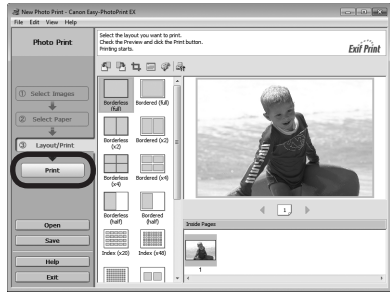 New Photo Print - Canon Easy-PhotoPrint EX
File Edit View Help
Photo Print
Select the layout you want to print.
Check the Preview and click the Print button.
Printing starts.
Exif Print
① Select Images
② Select Paper
③ Layout/Print
Print
Open
Save
Help
Exit
Borderless (full)
Bordered (full)
Borderless (x2)
Bordered (x2)
Borderless (x4)
Bordered (x4)
Borderless (half)
Bordered (half)
Index (x20)
Index (x48)
1
Inside Pages
1